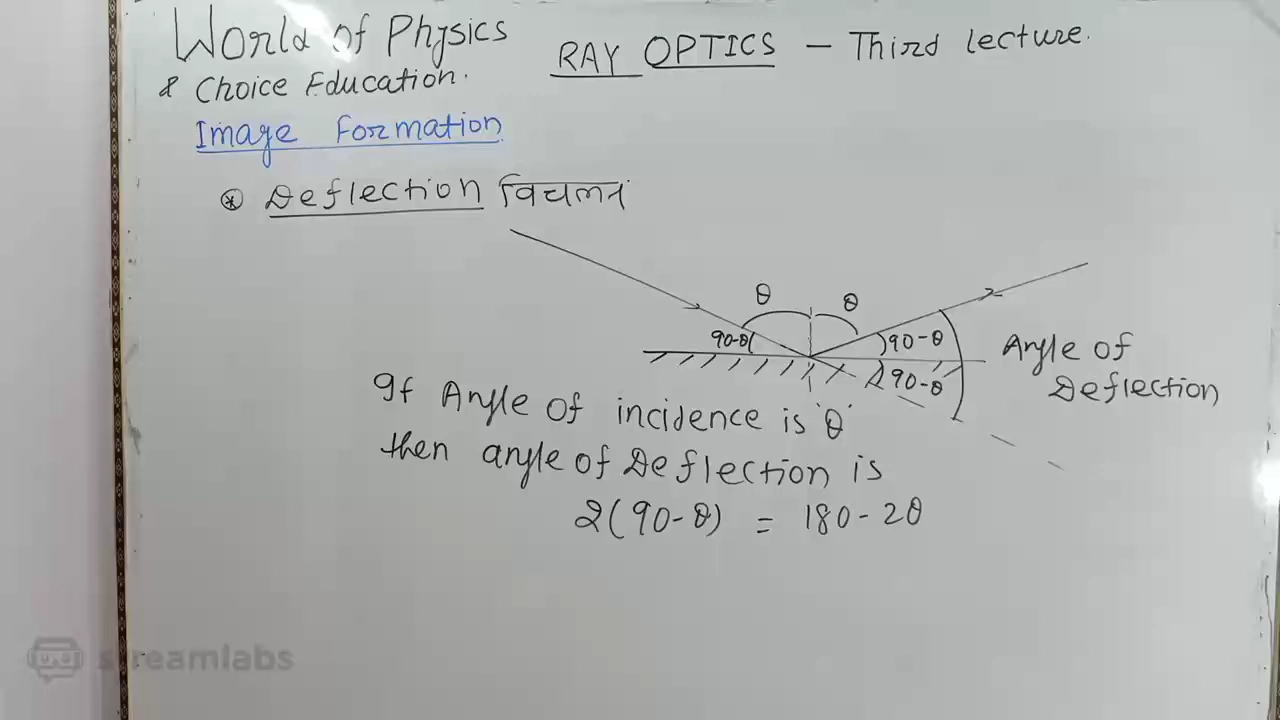 World of Physics
& Choice Education.
RAY OPTICS - Third lecture.
Image Formation
Deflection विचलन
θ
θ
90-θ
90-θ
90-θ
Angle of
Deflection
If Angle of incidence is 'θ'
then angle of Deflection is
2(90-θ) = 180-2θ
streamlabs